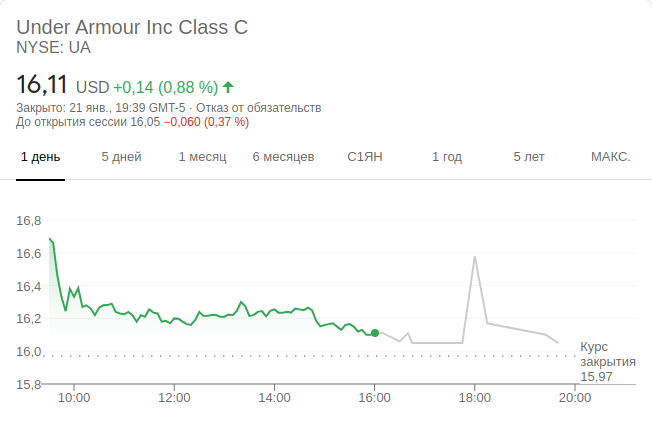 Under Armour Inc Class C
NYSE: UA
16,11 USD +0,14 (0,88 %)
Закрыто: 21 янв., 19:39 GMT-5 · Отказ от обязательств
До открытия сессии 16,05 −0,060 (0,37 %)
1 день 5 дней 1 месяц 6 месяцев С1ЯН 1 год 5 лет МАКС.
16,8
16,6
16,4
16,2
16,0
Курс
закрытия
15,97
15,8
10:00 12:00 14:00 16:00 18:00 20:00